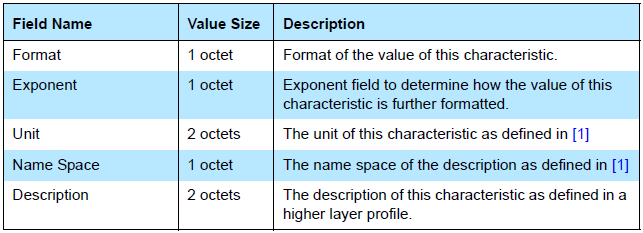 Field Name Value Size Description
Format 1 octet Format of the value of this characteristic.
Exponent 1 octet Exponent field to determine how the value of this
characteristic is further formatted.
Unit 2 octets The unit of this characteristic as defined in [1]
Name Space 1 octet The name space of the description as defined in [1]
Description 2 octets The description of this characteristic as defined in a
higher layer profile.